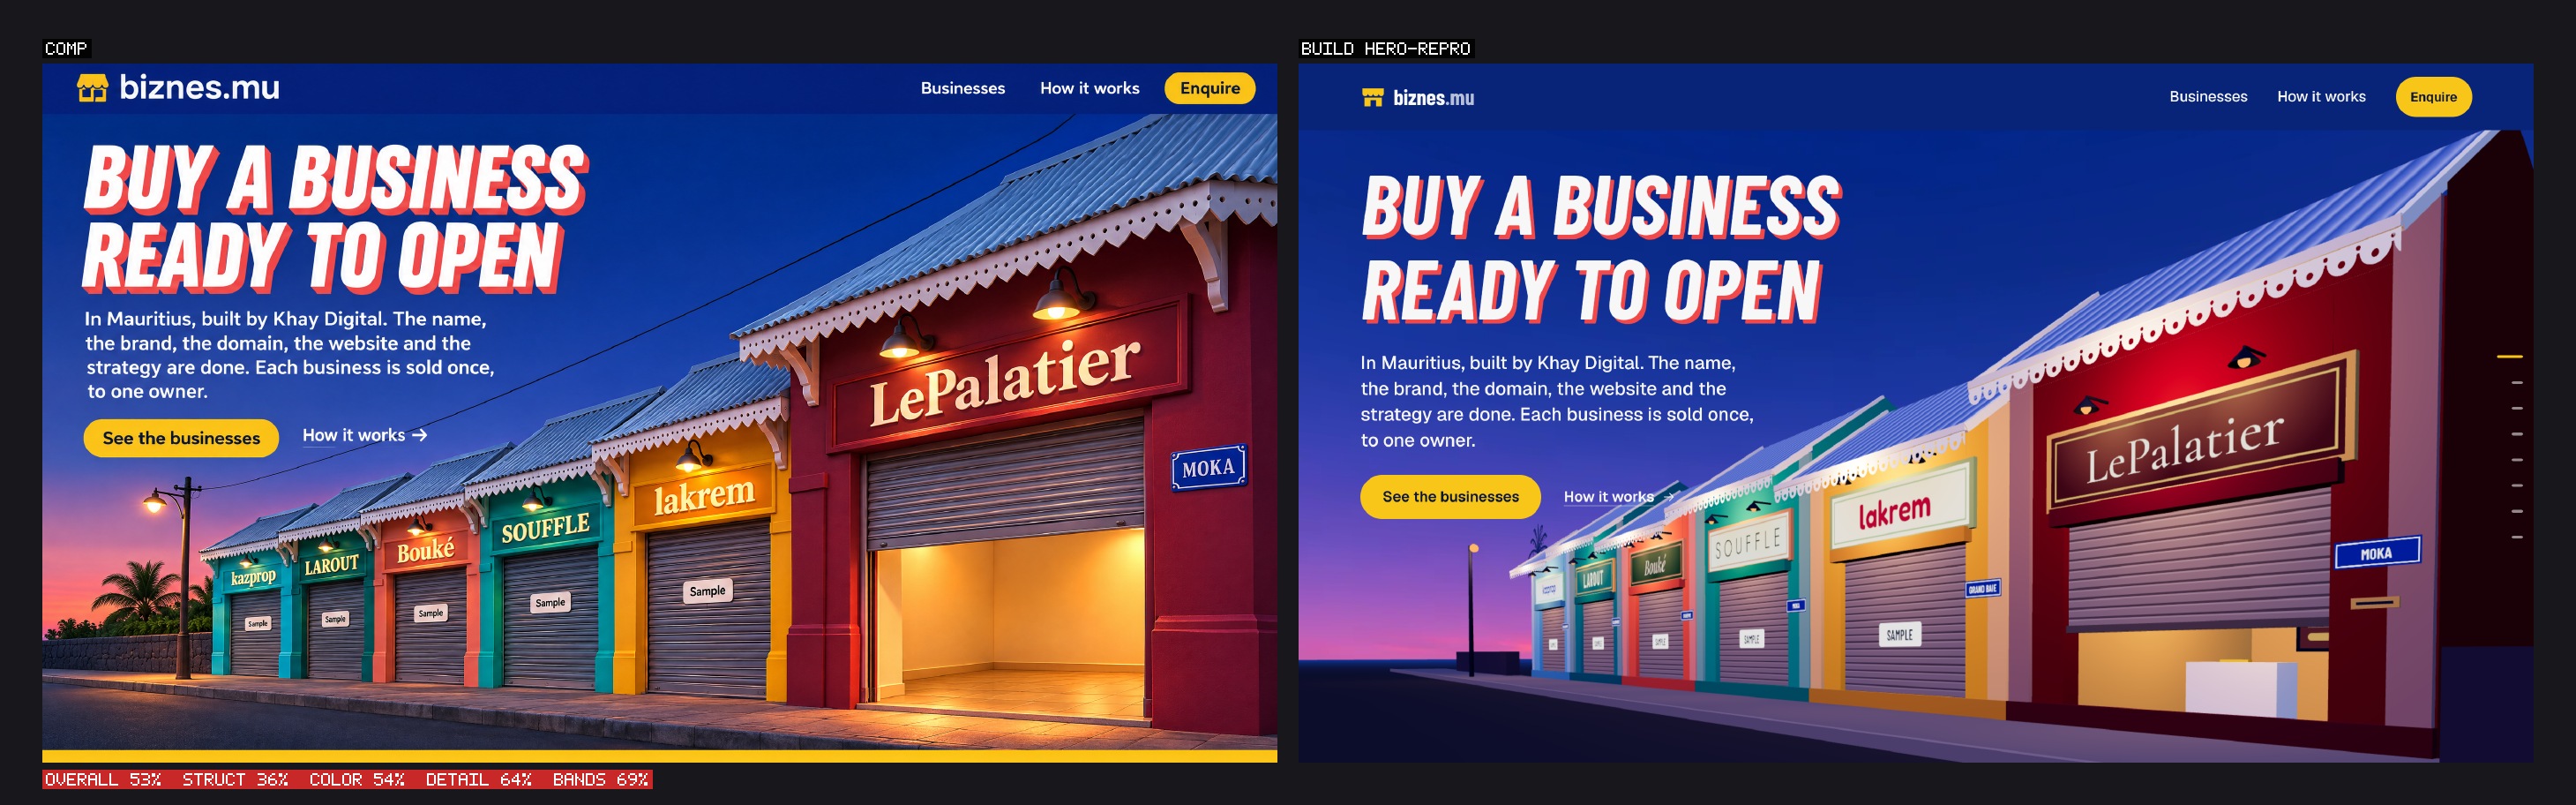 COMP
biznes.mu
Businesses
How it works
Enquire
BUY A BUSINESS
READY TO OPEN
In Mauritius, built by Khay Digital. The name,
the brand, the domain, the website and the
strategy are done. Each business is sold once,
to one owner.
See the businesses
How it works →
kazprop
LAROUT
Bouké
SOUFFLE
lakrem
LePalatier
MOKA
Sample
Sample
Sample
Sample
Sample
OVERALL 53% STRUCT 36% COLOR 54% DETAIL 64% BANDS 69%
BUILD HERO-REPRO
biznes.mu
Businesses
How it works
Enquire
BUY A BUSINESS
READY TO OPEN
In Mauritius, built by Khay Digital. The name,
the brand, the domain, the website and the
strategy are done. Each business is sold once,
to one owner.
See the businesses
How it works →
LAROUT
Bouké
SOUFFLE
lakrem
LePalatier
MOKA
GRAND BAIE
SAMPLE
SAMPLE
SAMPLE